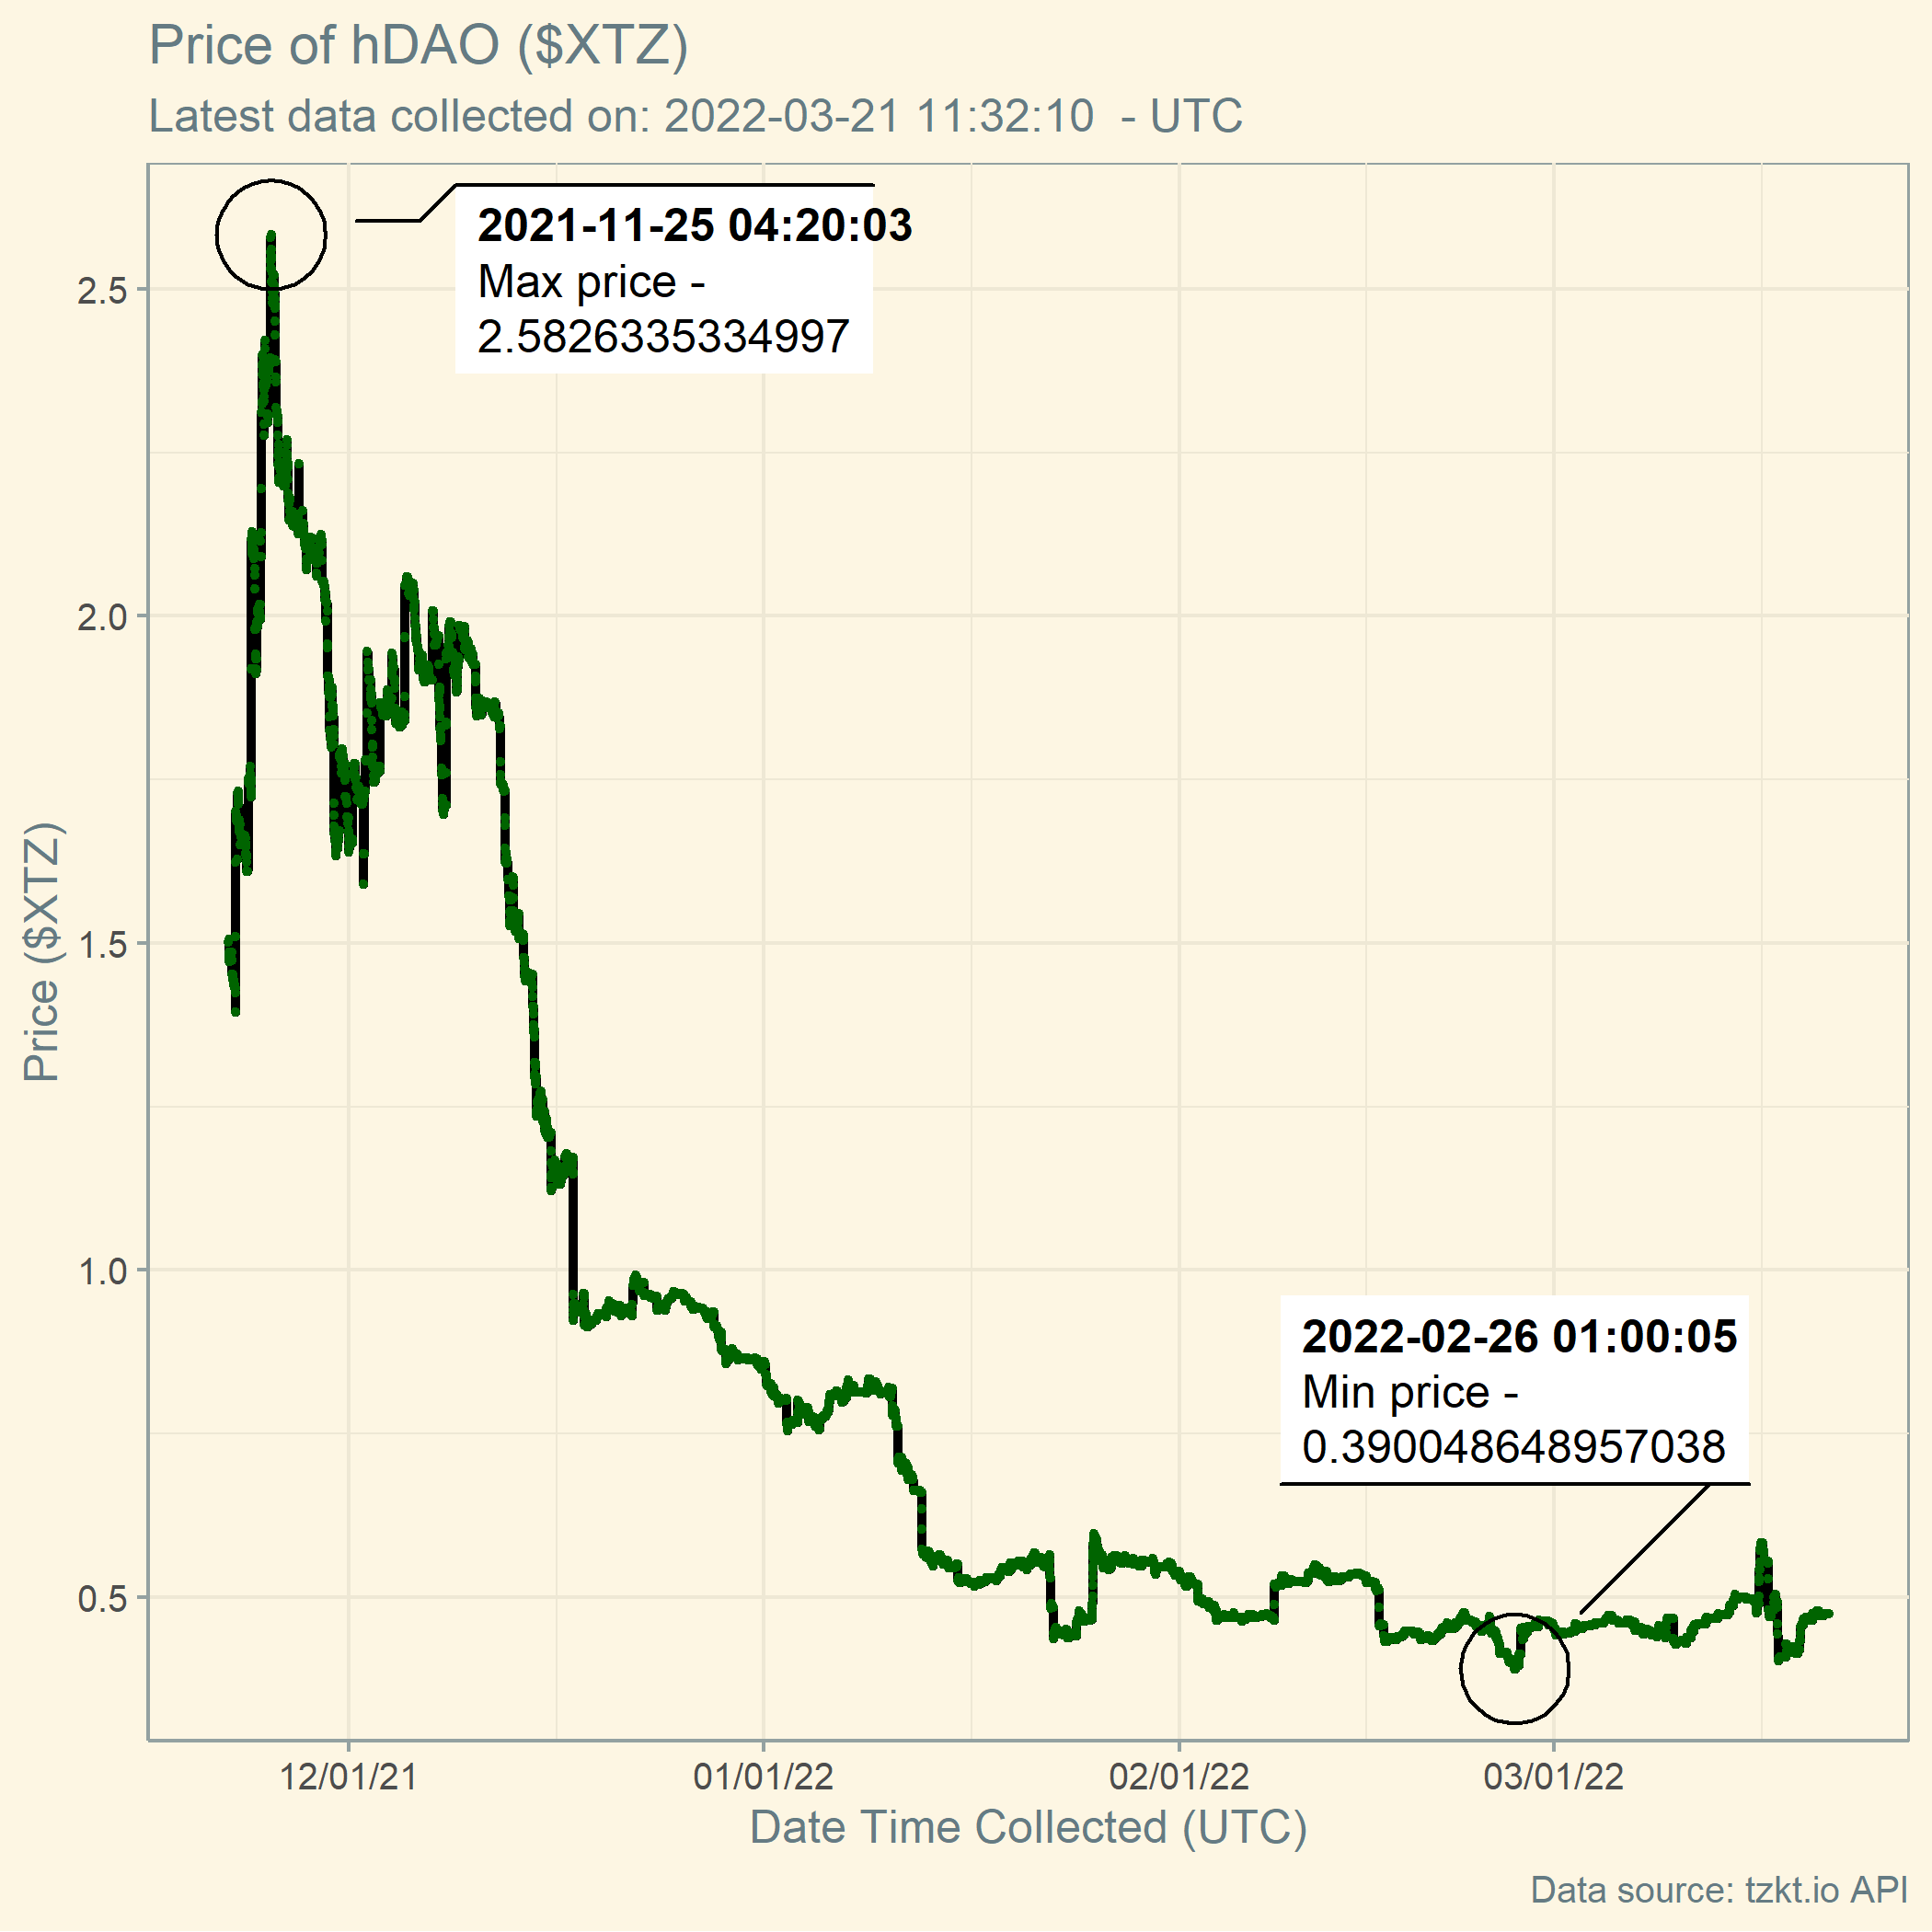 Price of hDAO ($XTZ)
Latest data collected on: 2022-03-21 11:32:10  - UTC
2021-11-25 04:20:03
Max price -
2.5826335334997
2.5
2.0
1.5
1.0
0.5
Price ($XTZ)
2022-02-26 01:00:05
Min price -
0.390048648957038
12/01/21
01/01/22
02/01/22
03/01/22
Date Time Collected (UTC)
Data source: tzkt.io API